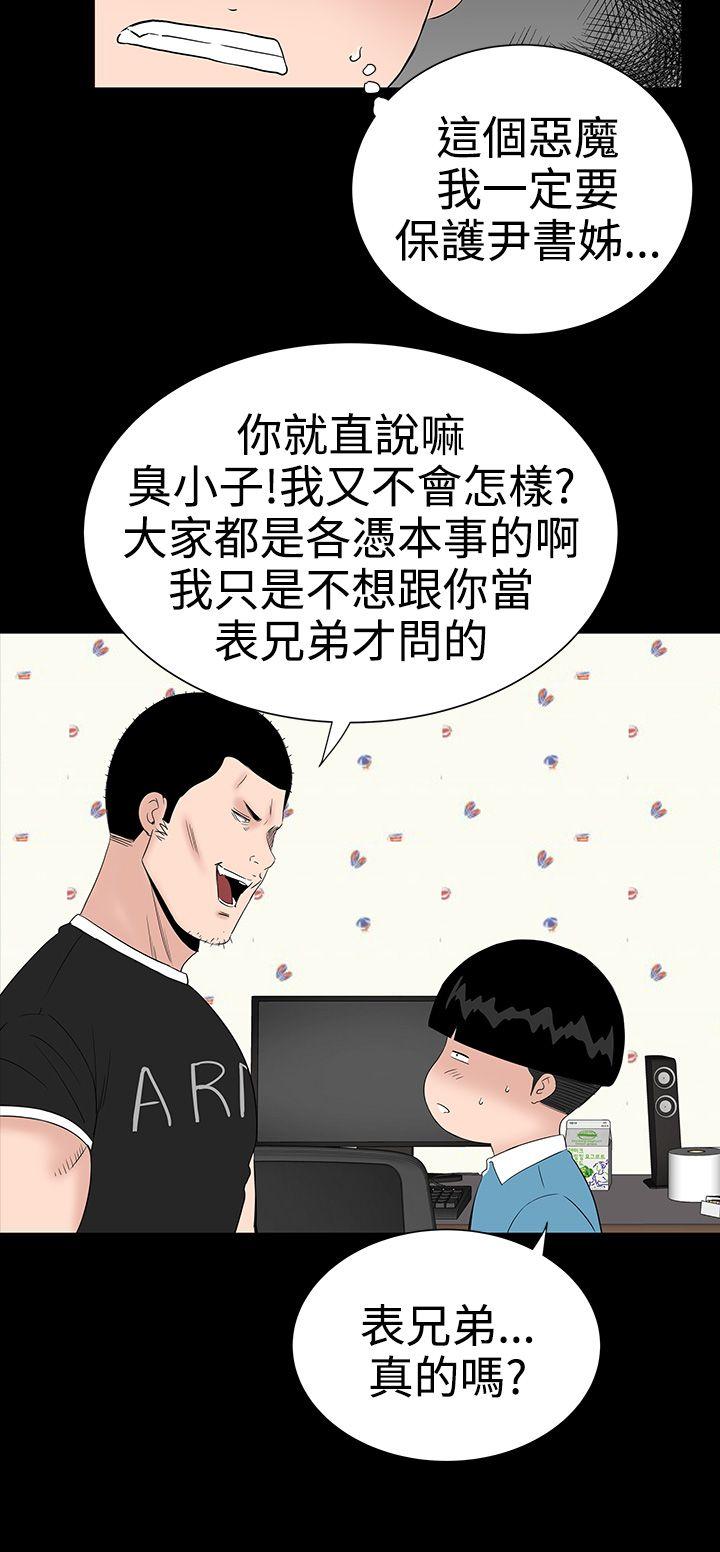 這個惡魔
我一定要
保護尹書姊...
你就直說嘛
臭小子!我又不會怎樣?
大家都是各憑本事的啊
我只是不想跟你當
表兄弟才問的
ARM
表兄弟...
真的嗎?